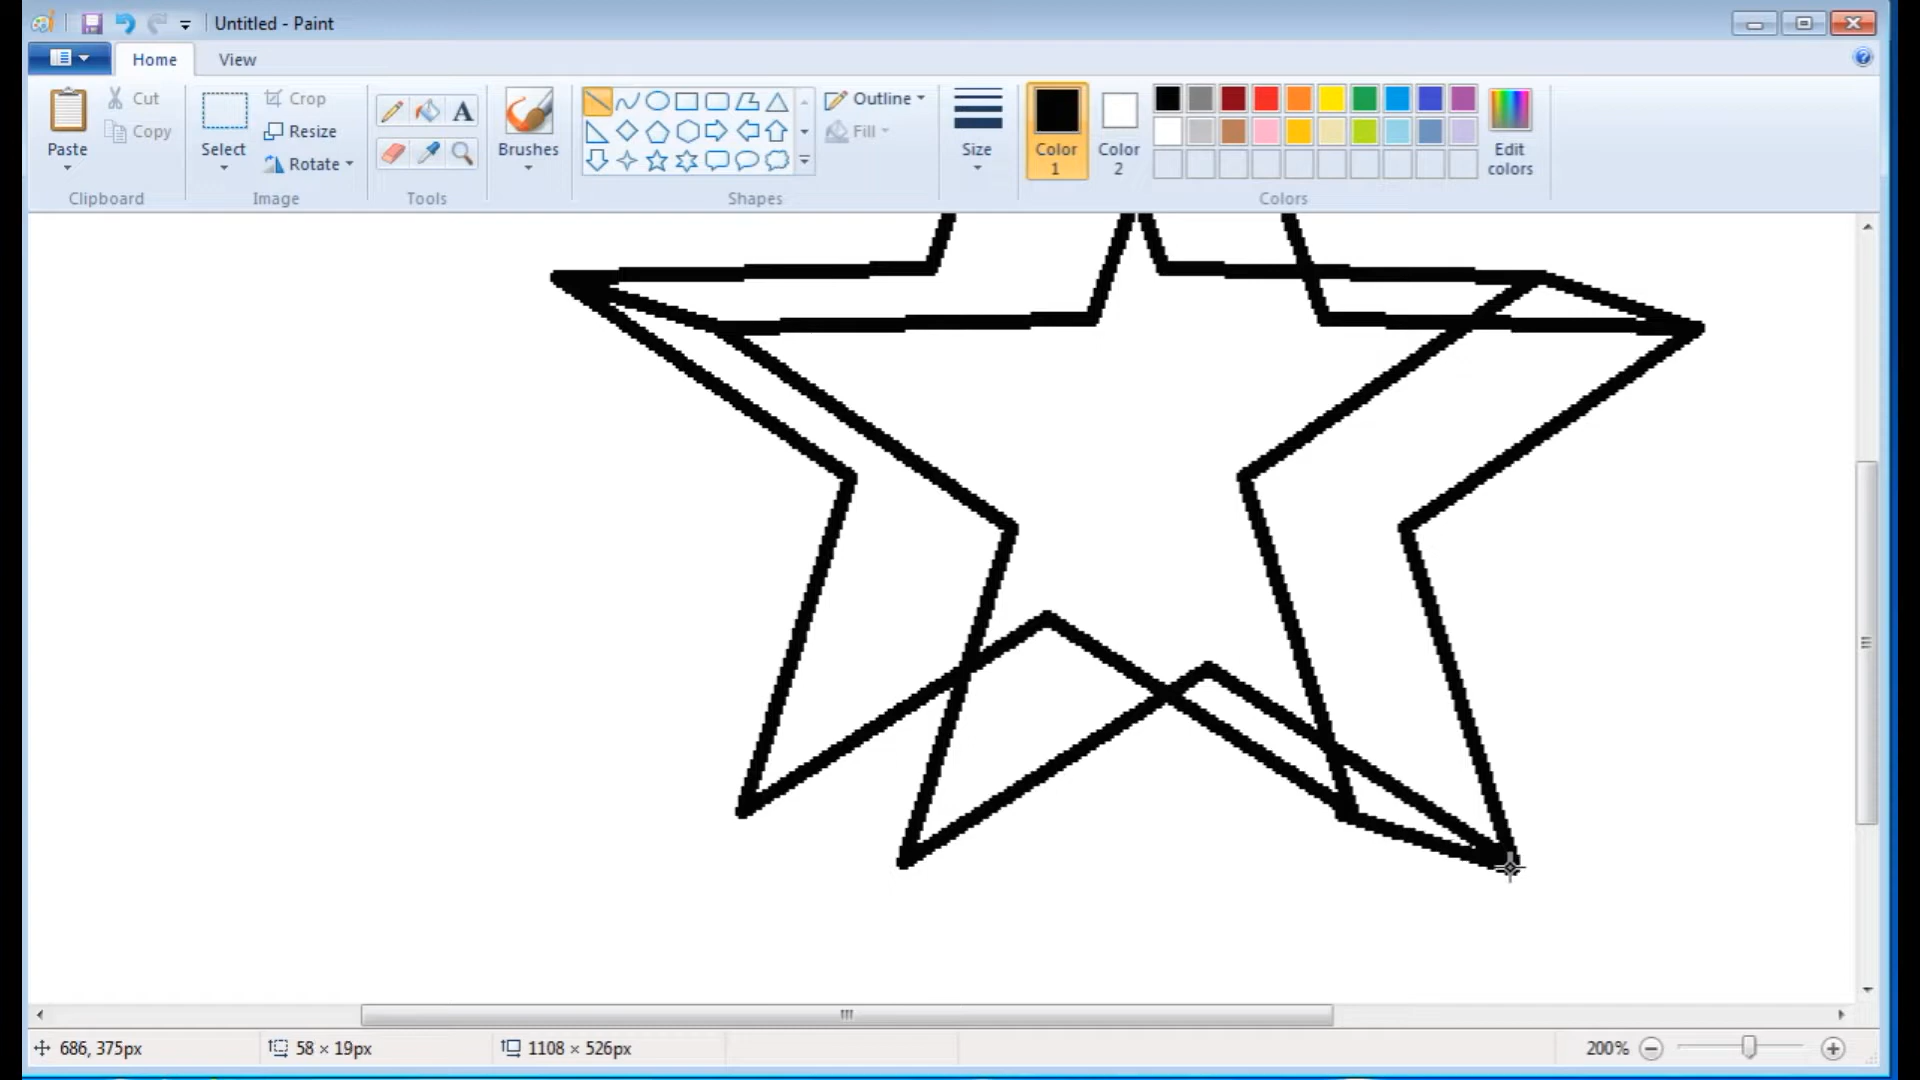 Untitled - Paint
Home View
Cut
Copy
Paste
Clipboard
Select
Crop
Resize
Rotate
Image
A
Tools
Brushes
Outline
Fill
Shapes
Size
Color
1
Color
2
Edit
colors
Colors
686, 375px
58 × 19px
1108 × 526px
200%